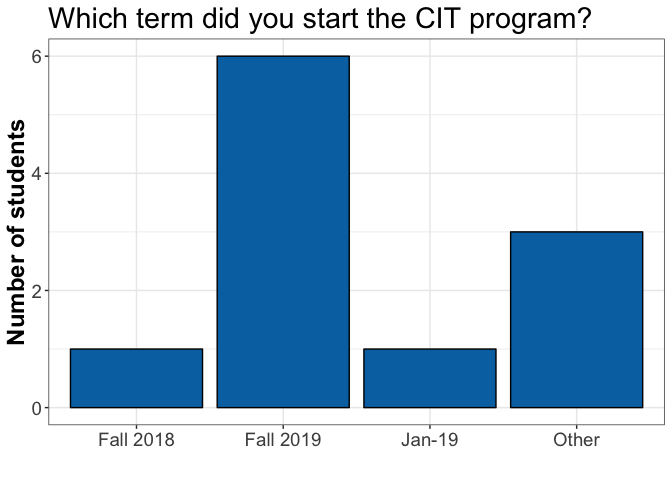 Which term did you start the CIT program?
Number of students
6
4
2
0
Fall 2018 Fall 2019 Jan-19 Other